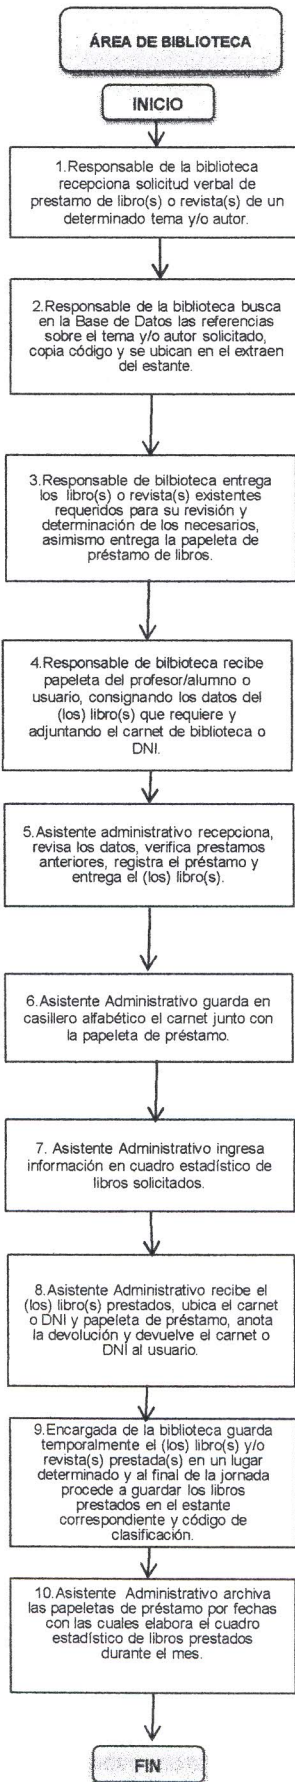 ÁREA DE BIBLIOTECA
INICIO
1.Responsable de la biblioteca
recepciona solicitud verbal de
prestamo de libro(s) o revista(s) de un
determinado tema y/o autor.
2.Responsable de la biblioteca busca
en la Base de Datos las referencias
sobre el tema y/o autor solicitado,
copia código y se ubican en el extraen
del estante.
3.Responsable de bilbioteca entrega
los libro(s) o revista(s) existentes
requeridos para su revisión y
determinación de los necesarios,
asimismo entrega la papeleta de
préstamo de libros.
4.Responsable de bilbioteca recibe
papeleta del profesor/alumno o
usuario, consignando los datos del
(los) libro(s) que requiere y
adjuntando el carnet de biblioteca o
DNI.
5.Asistente administrativo recepciona,
revisa los datos, verifica prestamos
anteriores, registra el préstamo y
entrega el (los) libro(s).
6.Asistente Administrativo guarda en
casillero alfabético el carnet junto con
la papeleta de préstamo.
7. Asistente Administrativo ingresa
información en cuadro estadístico de
libros solicitados.
8.Asistente Administrativo recibe el
(los) libro(s) prestados, ubica el carnet
o DNI y papeleta de préstamo, anota
la devolución y devuelve el carnet o
DNI al usuario.
9.Encargada de la biblioteca guarda
temporalmente el (los) libro(s) y/o
revista(s) prestada(s) en un lugar
determinado y al final de la jornada
procede a guardar los libros
prestados en el estante
correspondiente y código de
clasificación.
10.Asistente Administrativo archiva
las papeletas de préstamo por fechas
con las cuales elabora el cuadro
estadístico de libros prestados
durante el mes.
FIN